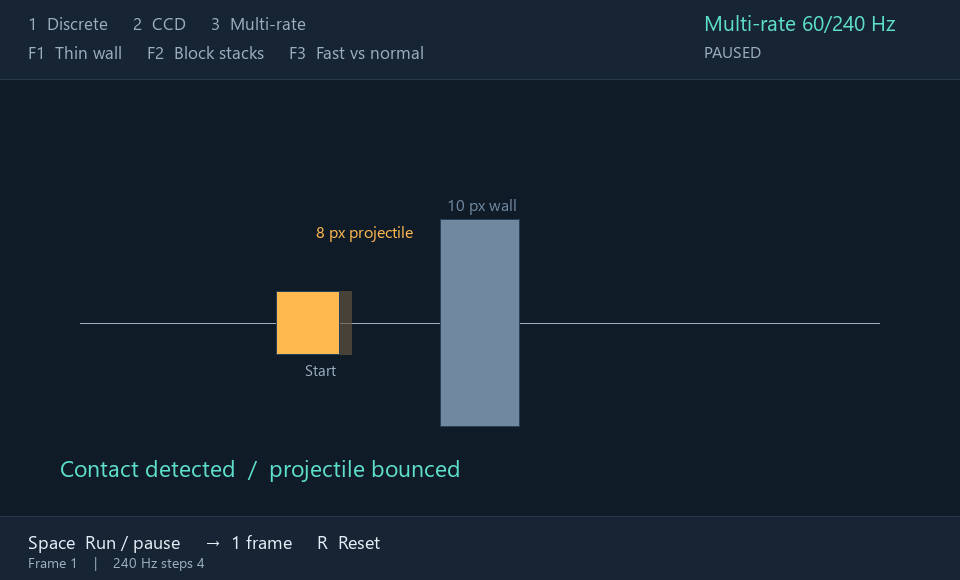 1 Discrete 2 CCD 3 Multi-rate
Multi-rate 60/240 Hz
F1 Thin wall F2 Block stacks F3 Fast vs normal
PAUSED
10 px wall
8 px projectile
Start
Contact detected / projectile bounced
Space Run / pause → 1 frame R Reset
Frame 1 | 240 Hz steps 4